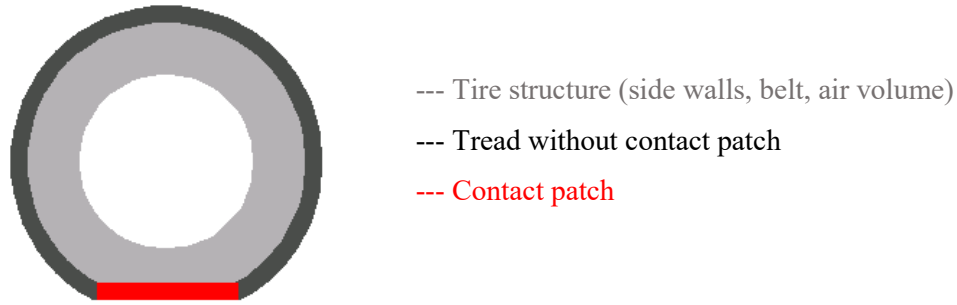 --- Tire structure (side walls, belt, air volume)
--- Tread without contact patch
--- Contact patch